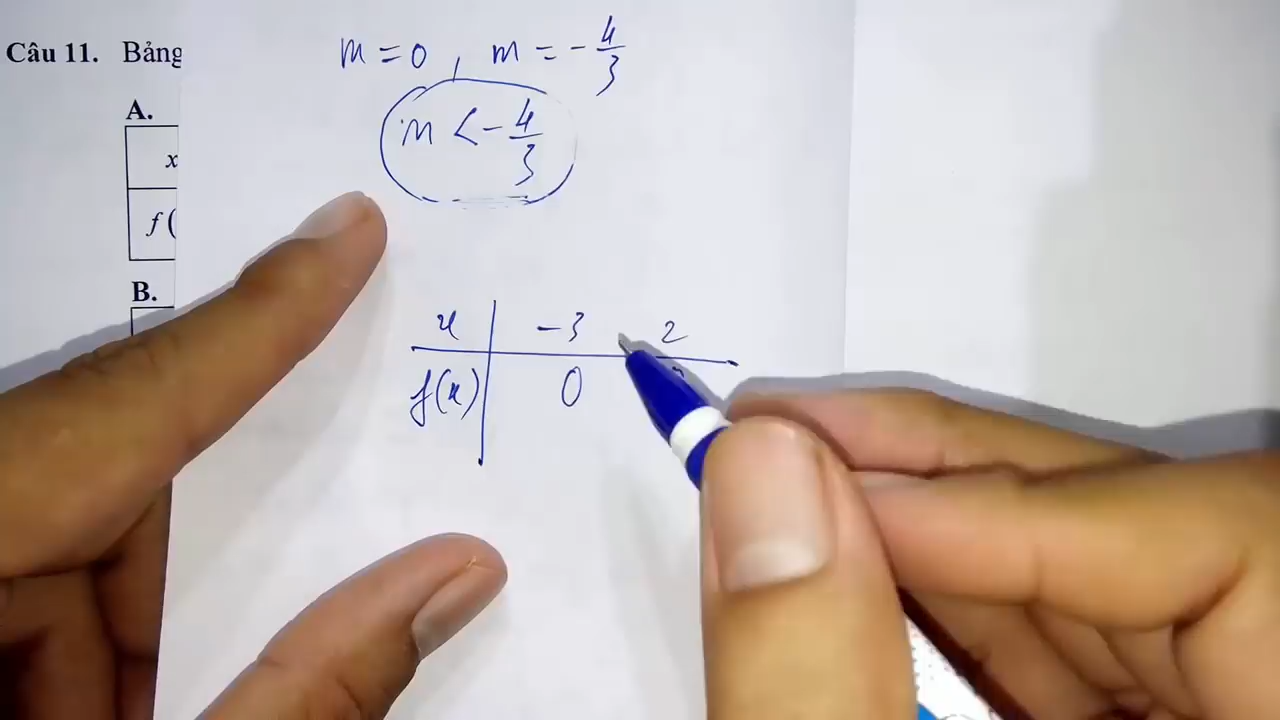 Câu 11. Bảng
m = 0, m = -4/3
m < -4/3
A.
x
f(
B.
x -3 2
f(x) 0